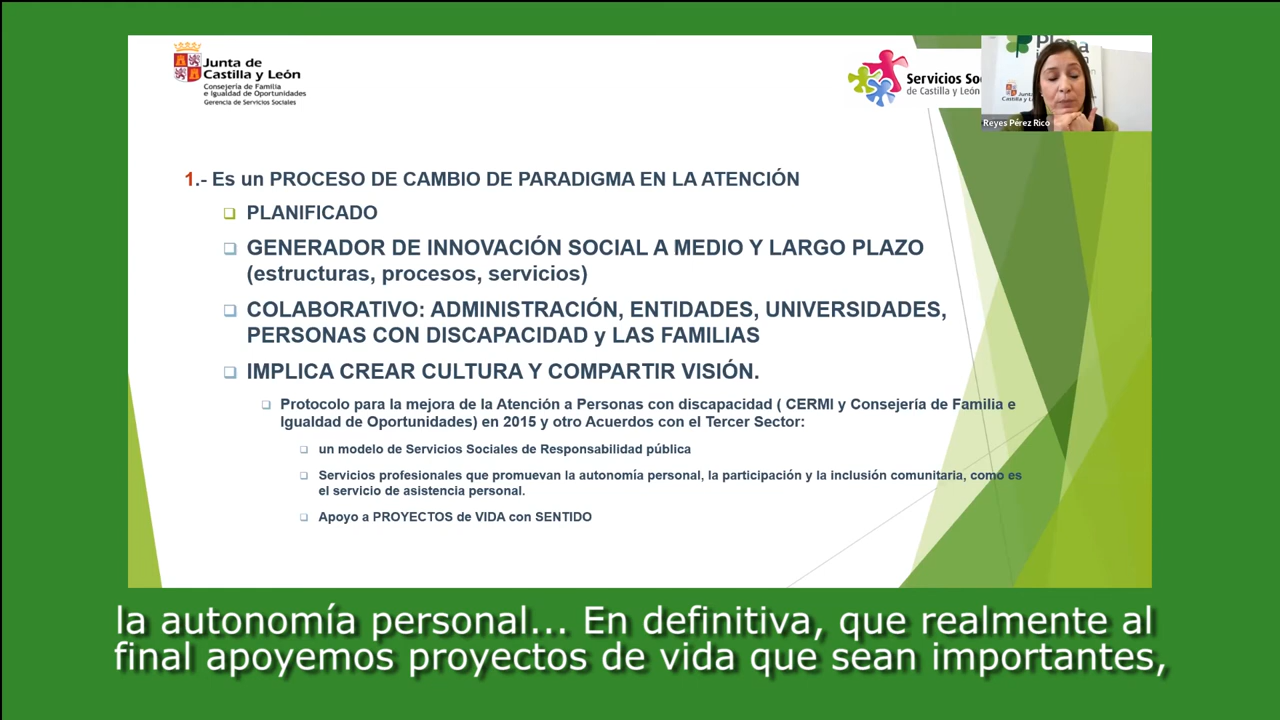 Junta de
Castilla y León
Consejería de Familia
e Igualdad de Oportunidades
Gerencia de Servicios Sociales
Servicios So
de Castilla y León
Plena
Junta
Castilla y L
Reyes Pérez Rico
1.- Es un PROCESO DE CAMBIO DE PARADIGMA EN LA ATENCIÓN
PLANIFICADO
GENERADOR DE INNOVACIÓN SOCIAL A MEDIO Y LARGO PLAZO
(estructuras, procesos, servicios)
COLABORATIVO: ADMINISTRACIÓN, ENTIDADES, UNIVERSIDADES,
PERSONAS CON DISCAPACIDAD y LAS FAMILIAS
IMPLICA CREAR CULTURA Y COMPARTIR VISIÓN.
Protocolo para la mejora de la Atención a Personas con discapacidad ( CERMI y Consejería de Familia e
Igualdad de Oportunidades) en 2015 y otro Acuerdos con el Tercer Sector:
un modelo de Servicios Sociales de Responsabilidad pública
Servicios profesionales que promuevan la autonomía personal, la participación y la inclusión comunitaria, como es
el servicio de asistencia personal.
Apoyo a PROYECTOS de VIDA con SENTIDO
la autonomía personal... En definitiva, que realmente al
final apoyemos proyectos de vida que sean importantes,